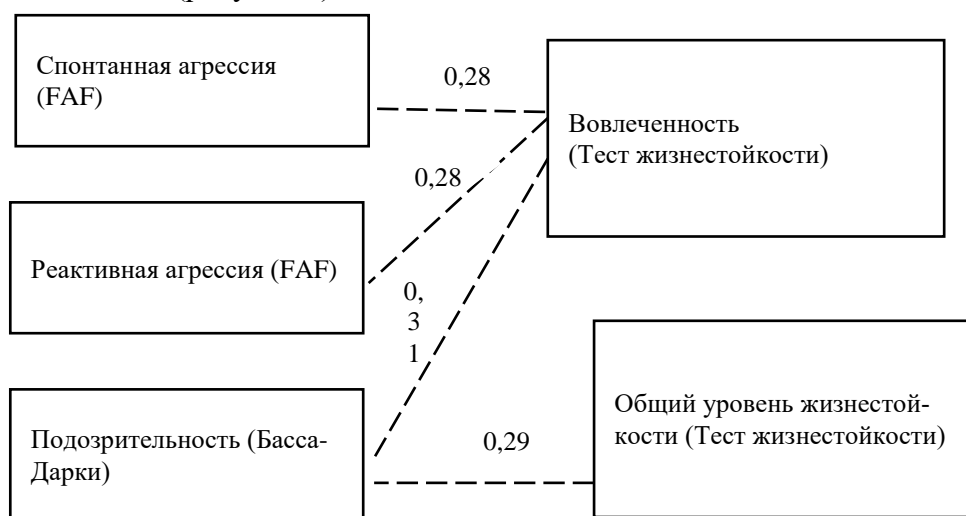 Спонтанная агрессия
(FAF)
0,28
Вовлеченность
(Тест жизнестойкости)
0,28
Реактивная агрессия (FAF)
0,
3
1
Общий уровень жизнестой-
кости (Тест жизнестойкости)
Подозрительность (Басса-
Дарки)
0,29